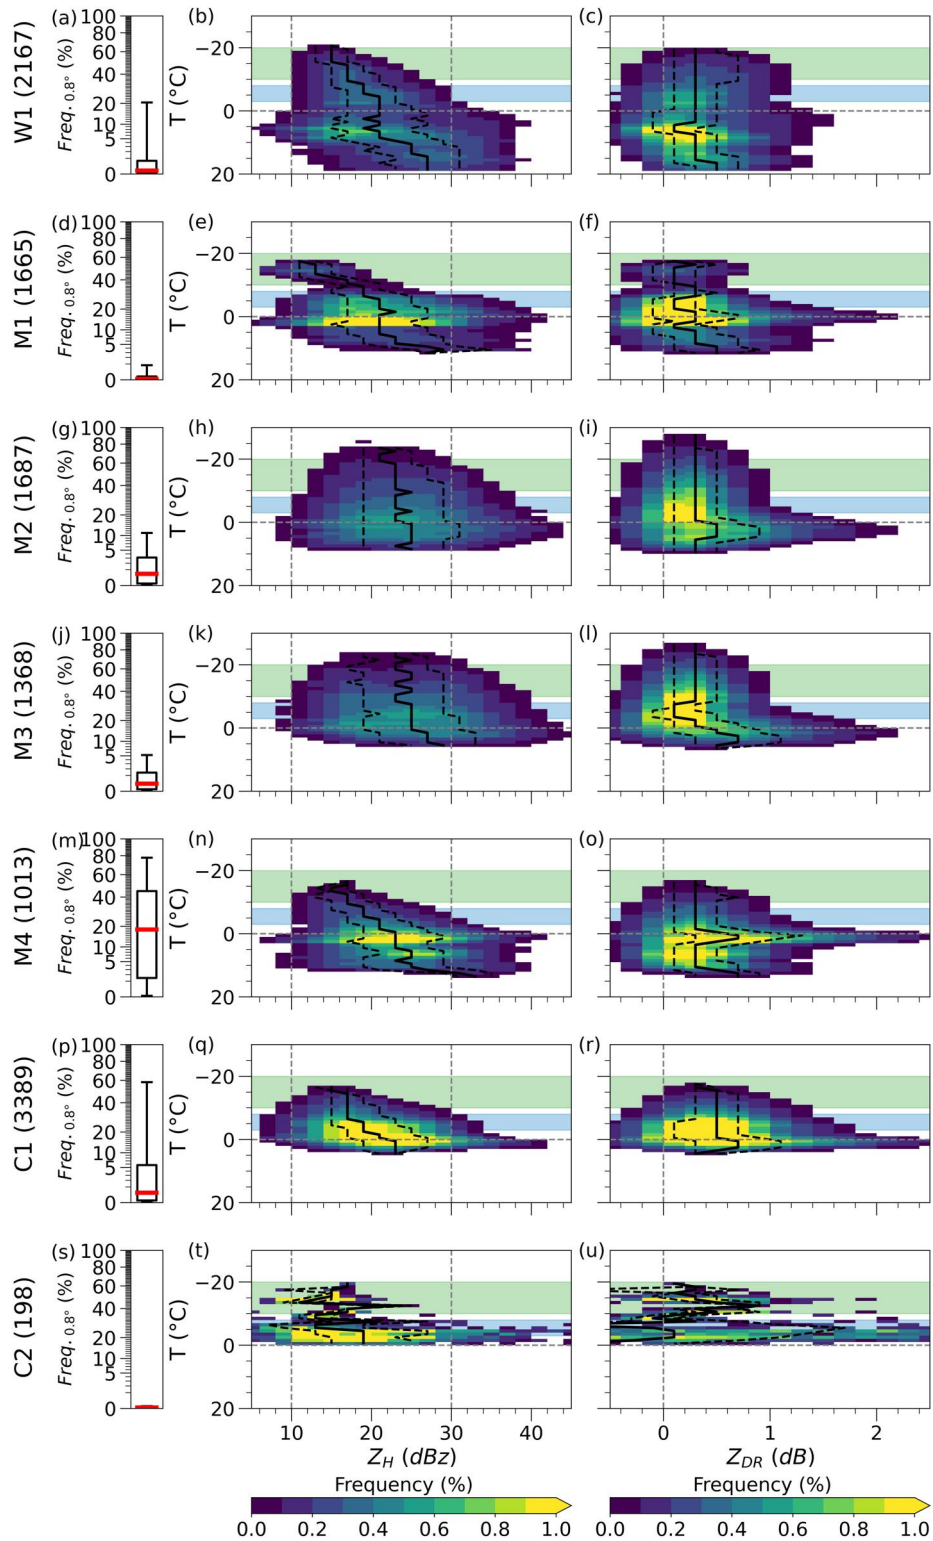 W1 (2167)
(a)
100
80
60
40
20
10
5
0
Freq. 0.8° (%)
(b)
−20
0
20
T (°C)
(c)
M1 (1665)
(d)
100
80
60
40
20
10
5
0
Freq. 0.8° (%)
(e)
−20
0
20
T (°C)
(f)
M2 (1687)
(g)
100
80
60
40
20
10
5
0
Freq. 0.8° (%)
(h)
−20
0
20
T (°C)
(i)
M3 (1368)
(j)
100
80
60
40
20
10
5
0
Freq. 0.8° (%)
(k)
−20
0
20
T (°C)
(l)
M4 (1013)
(m)
100
80
60
40
20
10
5
0
Freq. 0.8° (%)
(n)
−20
0
20
T (°C)
(o)
C1 (3389)
(p)
100
80
60
40
20
10
5
0
Freq. 0.8° (%)
(q)
−20
0
20
T (°C)
(r)
C2 (198)
(s)
100
80
60
40
20
10
5
0
Freq. 0.8° (%)
(t)
−20
0
20
T (°C)
(u)
10 20 30 40
Z_H (dBz)
0 1 2
Z_DR (dB)
Frequency (%)
0.0 0.2 0.4 0.6 0.8 1.0
Frequency (%)
0.0 0.2 0.4 0.6 0.8 1.0